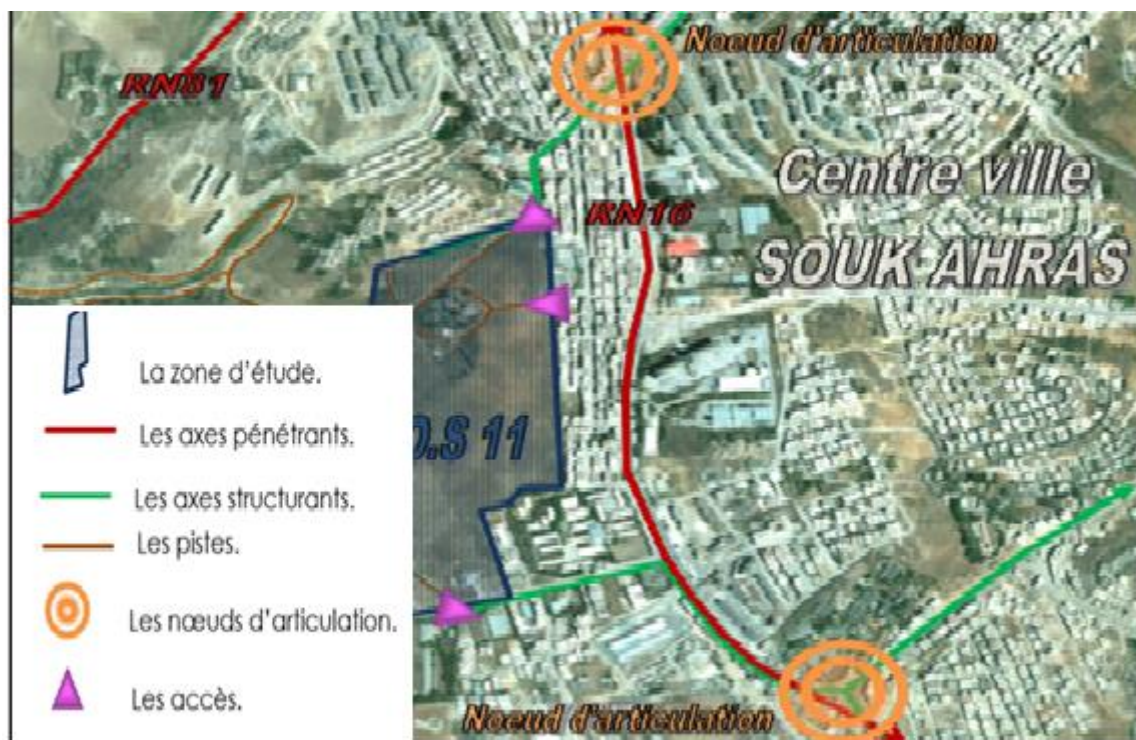 Noeud d'articulation
RN81
Centre ville
RN16
SOUK AHRAS
La zone d'étude.
.S 11
Les axes pénétrants.
Les axes structurants.
Les pistes.
Les nœuds d'articulation.
Les accès.
Noeud d'articulation